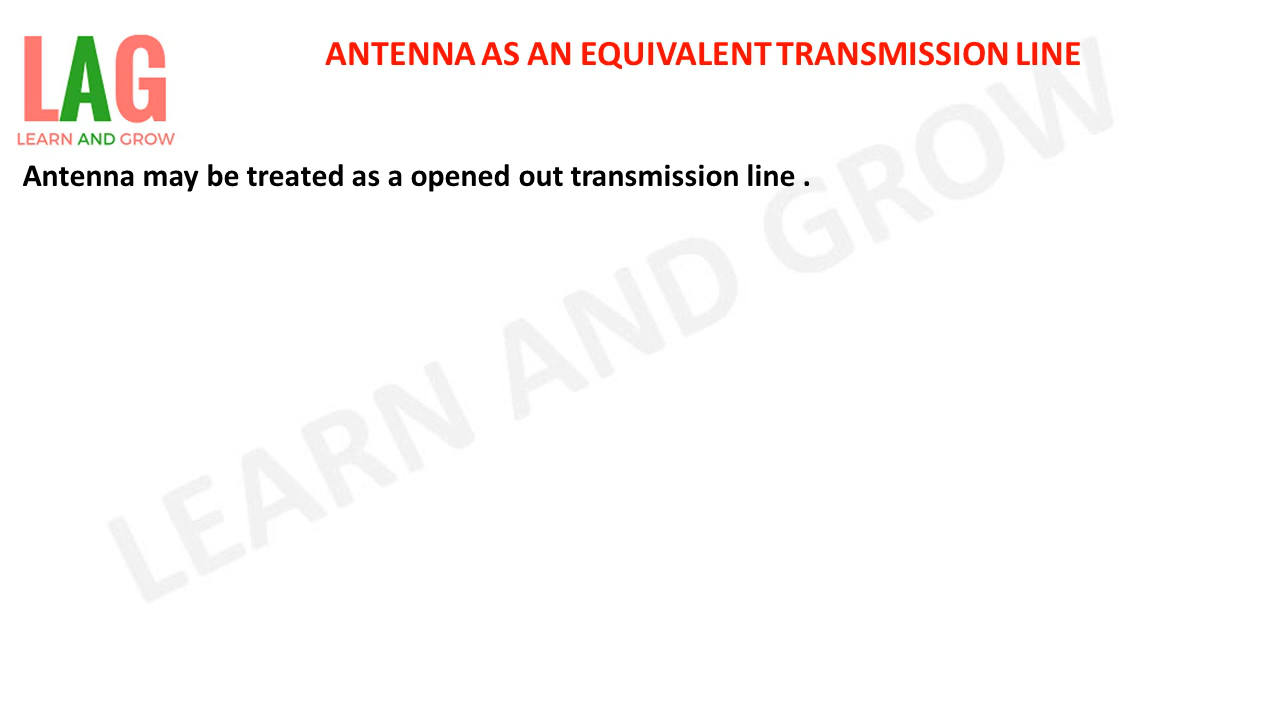 LAG
LEARN AND GROW
ANTENNA AS AN EQUIVALENT TRANSMISSION LINE
Antenna may be treated as a opened out transmission line .
LEARN AND GROW